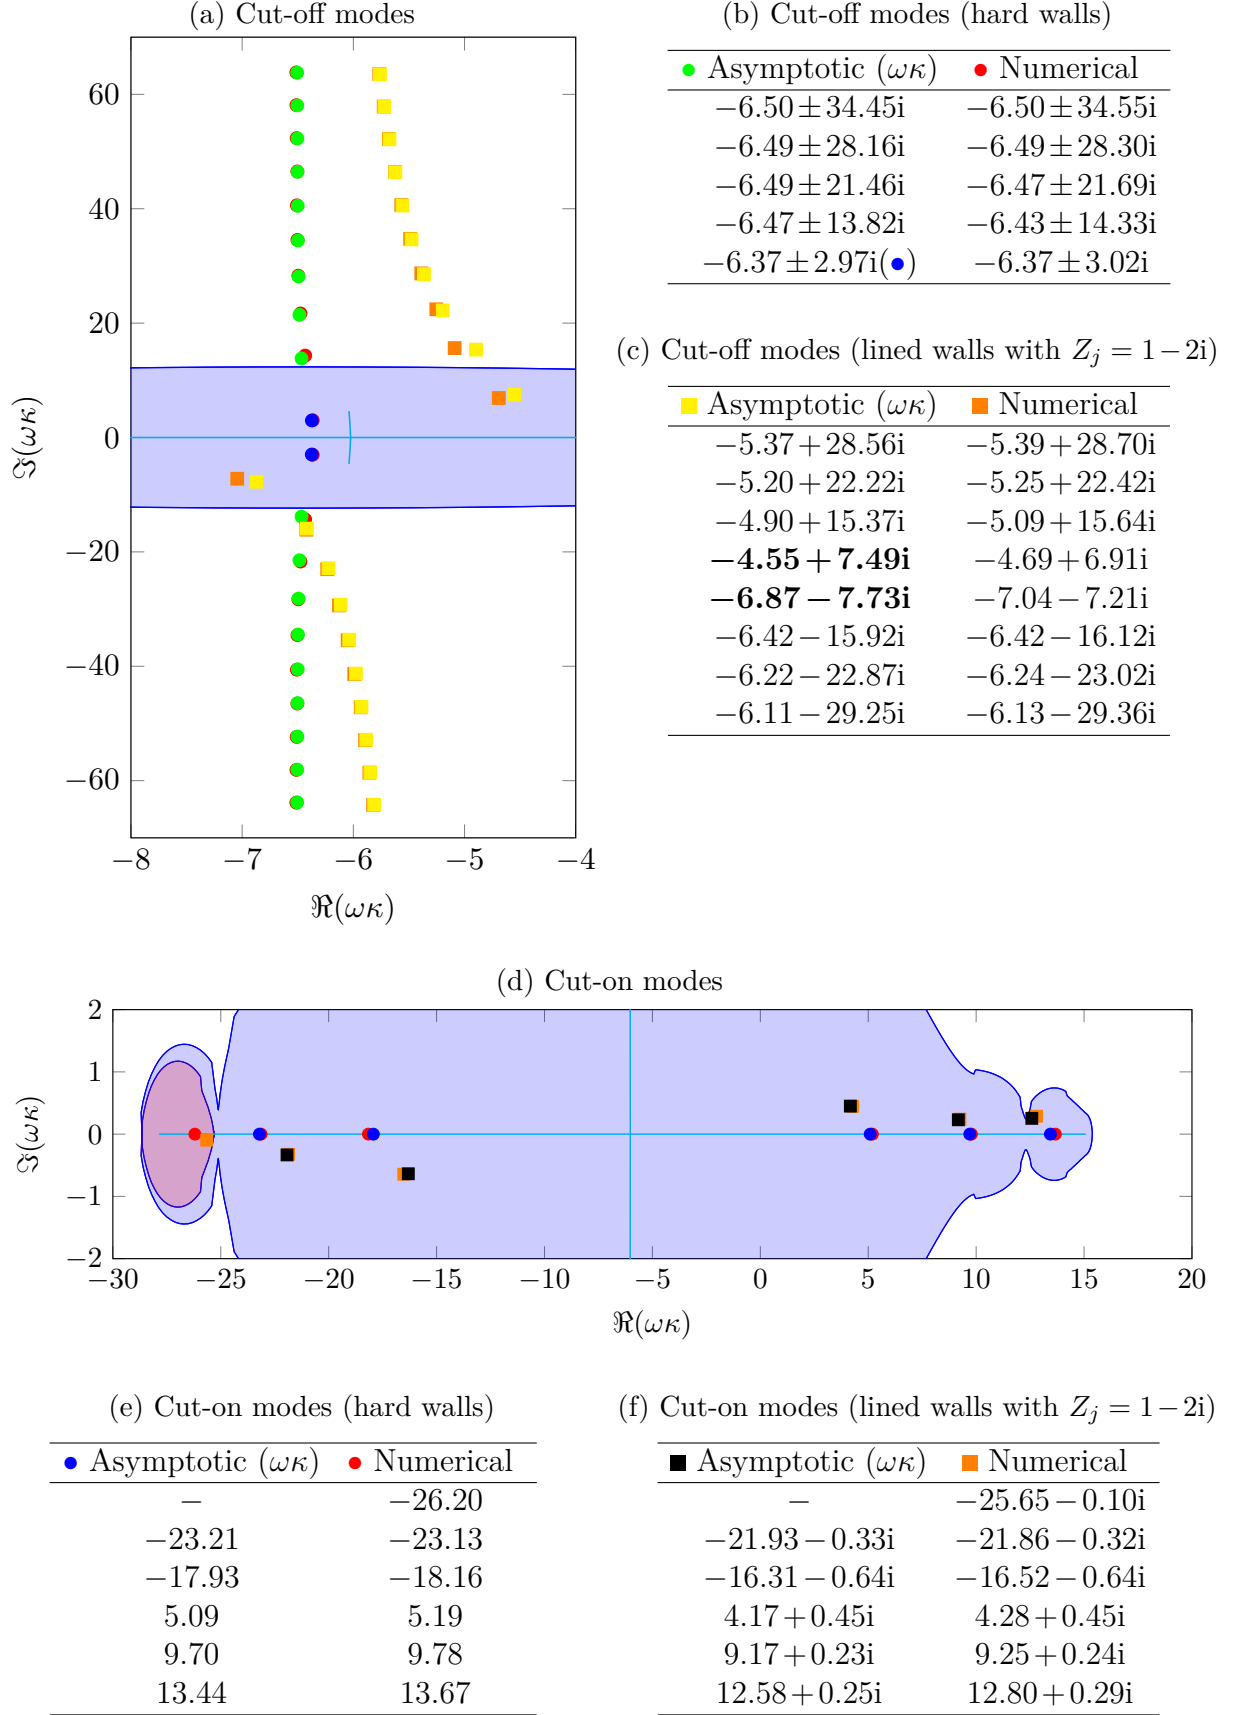 (a) Cut-off modes
60
40
20
0
−20
−40
−60
ℑ(ωκ)
−8 −7 −6 −5 −4
ℜ(ωκ)
(b) Cut-off modes (hard walls)
Asymptotic (ωκ) Numerical
−6.50±34.45i −6.50±34.55i
−6.49±28.16i −6.49±28.30i
−6.49±21.46i −6.47±21.69i
−6.47±13.82i −6.43±14.33i
−6.37±2.97i(●) −6.37±3.02i
(c) Cut-off modes (lined walls with Z_j = 1−2i)
Asymptotic (ωκ) Numerical
−5.37+28.56i −5.39+28.70i
−5.20+22.22i −5.25+22.42i
−4.90+15.37i −5.09+15.64i
−4.55+7.49i −4.69+6.91i
−6.87−7.73i −7.04−7.21i
−6.42−15.92i −6.42−16.12i
−6.22−22.87i −6.24−23.02i
−6.11−29.25i −6.13−29.36i
(d) Cut-on modes
2
1
0
−1
−2
ℑ(ωκ)
−30 −25 −20 −15 −10 −5 0 5 10 15 20
ℜ(ωκ)
(e) Cut-on modes (hard walls)
Asymptotic (ωκ) Numerical
− −26.20
−23.21 −23.13
−17.93 −18.16
5.09 5.19
9.70 9.78
13.44 13.67
(f) Cut-on modes (lined walls with Z_j = 1−2i)
Asymptotic (ωκ) Numerical
− −25.65−0.10i
−21.93−0.33i −21.86−0.32i
−16.31−0.64i −16.52−0.64i
4.17+0.45i 4.28+0.45i
9.17+0.23i 9.25+0.24i
12.58+0.25i 12.80+0.29i